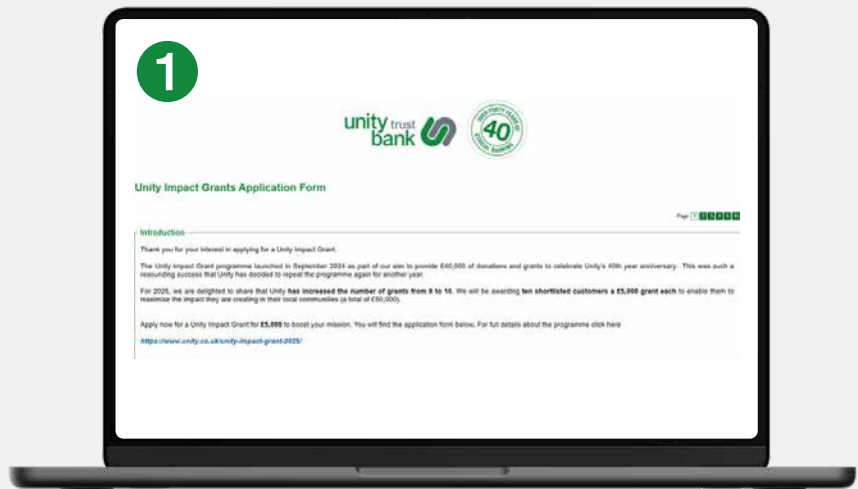 1
unity trust
bank
40
Unity Impact Grants Application Form
Page 1 2 3 4 5 6
Introduction
Thank you for your interest in applying for a Unity Impact Grant.
The Unity Impact Grant programme launched in September 2024 as part of our aim to provide £40,000 of donations and grants to celebrate Unity's 40th year anniversary. This was such a
resounding success that Unity has decided to repeat the programme again for another year.
For 2025, we are delighted to share that Unity has increased the number of grants from 8 to 10. We will be awarding ten shortlisted customers a £5,000 grant each to enable them to
maximise the impact they are creating in their local communities (a total of £50,000).
Apply now for a Unity Impact Grant for £5,000 to boost your mission. You will find the application form below. For full details about the programme click here
https://www.unity.co.uk/unity-impact-grant-2025/